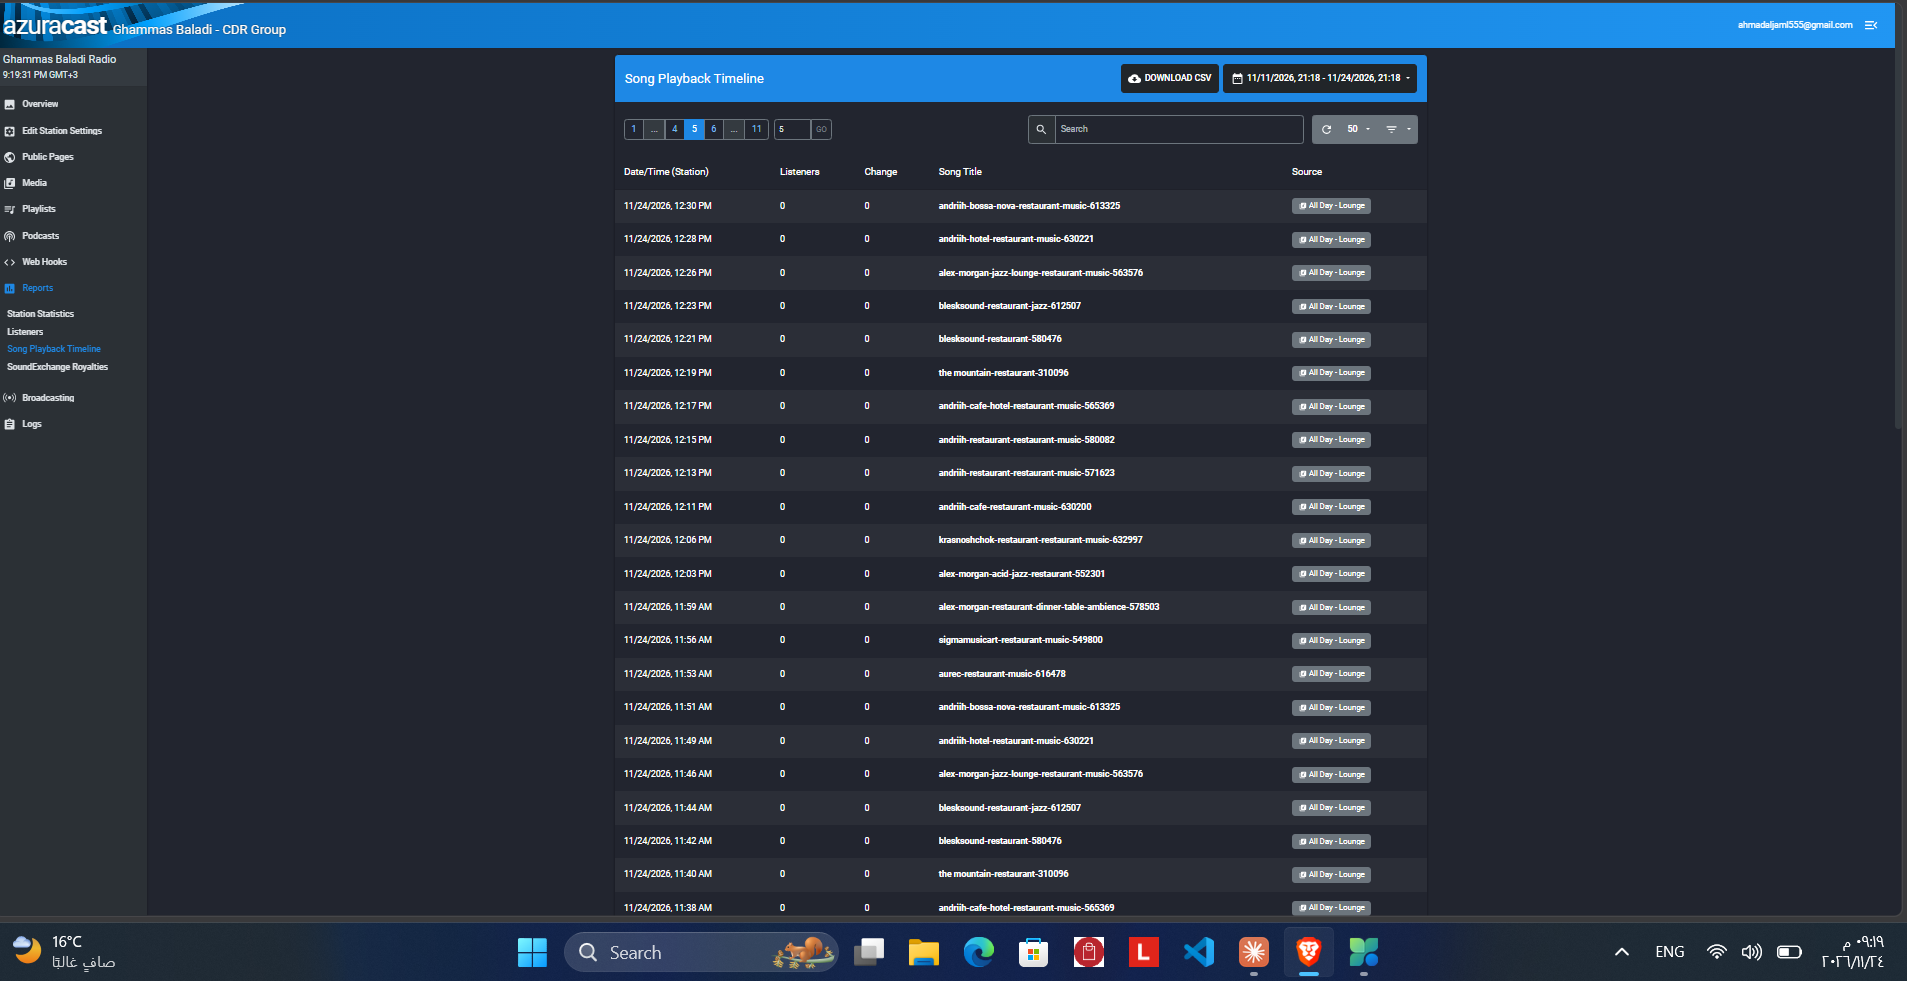 azuracast Ghammas Baladi - CDR Group
ahmadaljaml555@gmail.com
Ghammas Baladi Radio
9:19:31 PM GMT+3
Overview
Edit Station Settings
Public Pages
Media
Playlists
Podcasts
Web Hooks
Reports
Station Statistics
Listeners
Song Playback Timeline
SoundExchange Royalties
Broadcasting
Logs
Song Playback Timeline
DOWNLOAD CSV
11/11/2026, 21:18 - 11/24/2026, 21:18
1 ... 4 5 6 ... 11 5 GO
Search
50
Date/Time (Station) Listeners Change Song Title Source
11/24/2026, 12:30 PM 0 0 andriih-bossa-nova-restaurant-music-613325 All Day - Lounge
11/24/2026, 12:28 PM 0 0 andriih-hotel-restaurant-music-630221 All Day - Lounge
11/24/2026, 12:26 PM 0 0 alex-morgan-jazz-lounge-restaurant-music-563576 All Day - Lounge
11/24/2026, 12:23 PM 0 0 blesksound-restaurant-jazz-612507 All Day - Lounge
11/24/2026, 12:21 PM 0 0 blesksound-restaurant-580476 All Day - Lounge
11/24/2026, 12:19 PM 0 0 the mountain-restaurant-310096 All Day - Lounge
11/24/2026, 12:17 PM 0 0 andriih-cafe-hotel-restaurant-music-565369 All Day - Lounge
11/24/2026, 12:15 PM 0 0 andriih-restaurant-restaurant-music-580082 All Day - Lounge
11/24/2026, 12:13 PM 0 0 andriih-restaurant-restaurant-music-571623 All Day - Lounge
11/24/2026, 12:11 PM 0 0 andriih-cafe-restaurant-music-630200 All Day - Lounge
11/24/2026, 12:06 PM 0 0 krasnoshchok-restaurant-restaurant-music-632997 All Day - Lounge
11/24/2026, 12:03 PM 0 0 alex-morgan-acid-jazz-restaurant-552301 All Day - Lounge
11/24/2026, 11:59 AM 0 0 alex-morgan-restaurant-dinner-table-ambience-578503 All Day - Lounge
11/24/2026, 11:56 AM 0 0 sigmamusicart-restaurant-music-549800 All Day - Lounge
11/24/2026, 11:53 AM 0 0 aurec-restaurant-music-616478 All Day - Lounge
11/24/2026, 11:51 AM 0 0 andriih-bossa-nova-restaurant-music-613325 All Day - Lounge
11/24/2026, 11:49 AM 0 0 andriih-hotel-restaurant-music-630221 All Day - Lounge
11/24/2026, 11:46 AM 0 0 alex-morgan-jazz-lounge-restaurant-music-563576 All Day - Lounge
11/24/2026, 11:44 AM 0 0 blesksound-restaurant-jazz-612507 All Day - Lounge
11/24/2026, 11:42 AM 0 0 blesksound-restaurant-580476 All Day - Lounge
11/24/2026, 11:40 AM 0 0 the mountain-restaurant-310096 All Day - Lounge
11/24/2026, 11:38 AM 0 0 andriih-cafe-hotel-restaurant-music-565369 All Day - Lounge
16°C
صافٍ غالبًا
Search
L
ENG
٠٩:١٩ م
٢٠٢٦/١١/٢٤